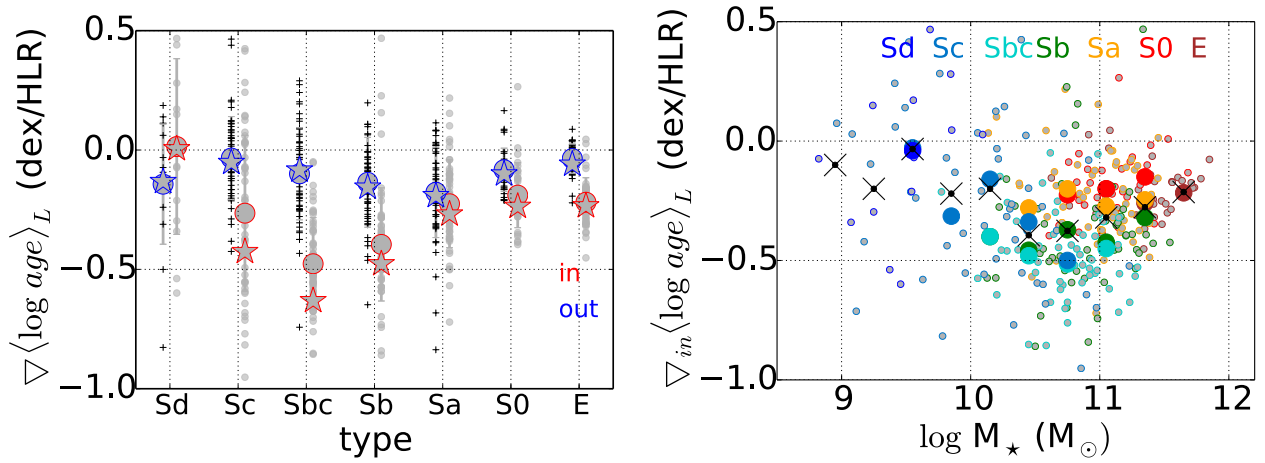 ▽⟨log age⟩_L (dex/HLR)
0.5
0.0
−0.5
−1.0
in
out
Sd Sc Sbc Sb Sa S0 E
type
▽_in⟨log age⟩_L (dex/HLR)
0.5
0.0
−0.5
−1.0
Sd Sc Sbc Sb Sa S0 E
9 10 11 12
log M_⋆ (M_⊙)